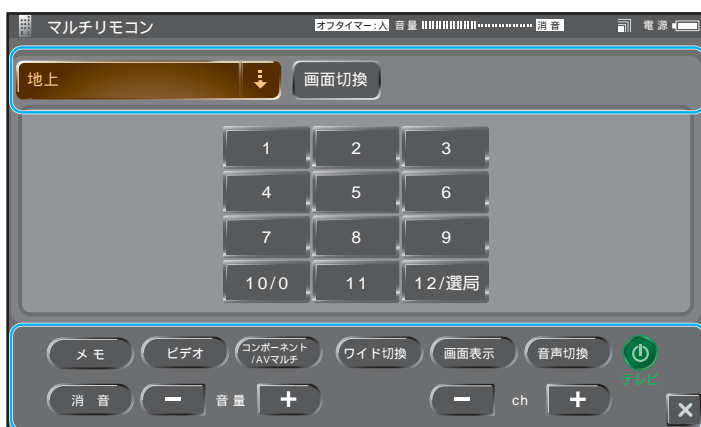 マルチリモコン オフタイマー:入 音量 消音 電源
地上 画面切換
1 2 3
4 5 6
7 8 9
10/0 11 12/選局
メモ ビデオ コンポーネント/AVマルチ ワイド切換 画面表示 音声切換
テレビ
消音 − 音量 + − ch +